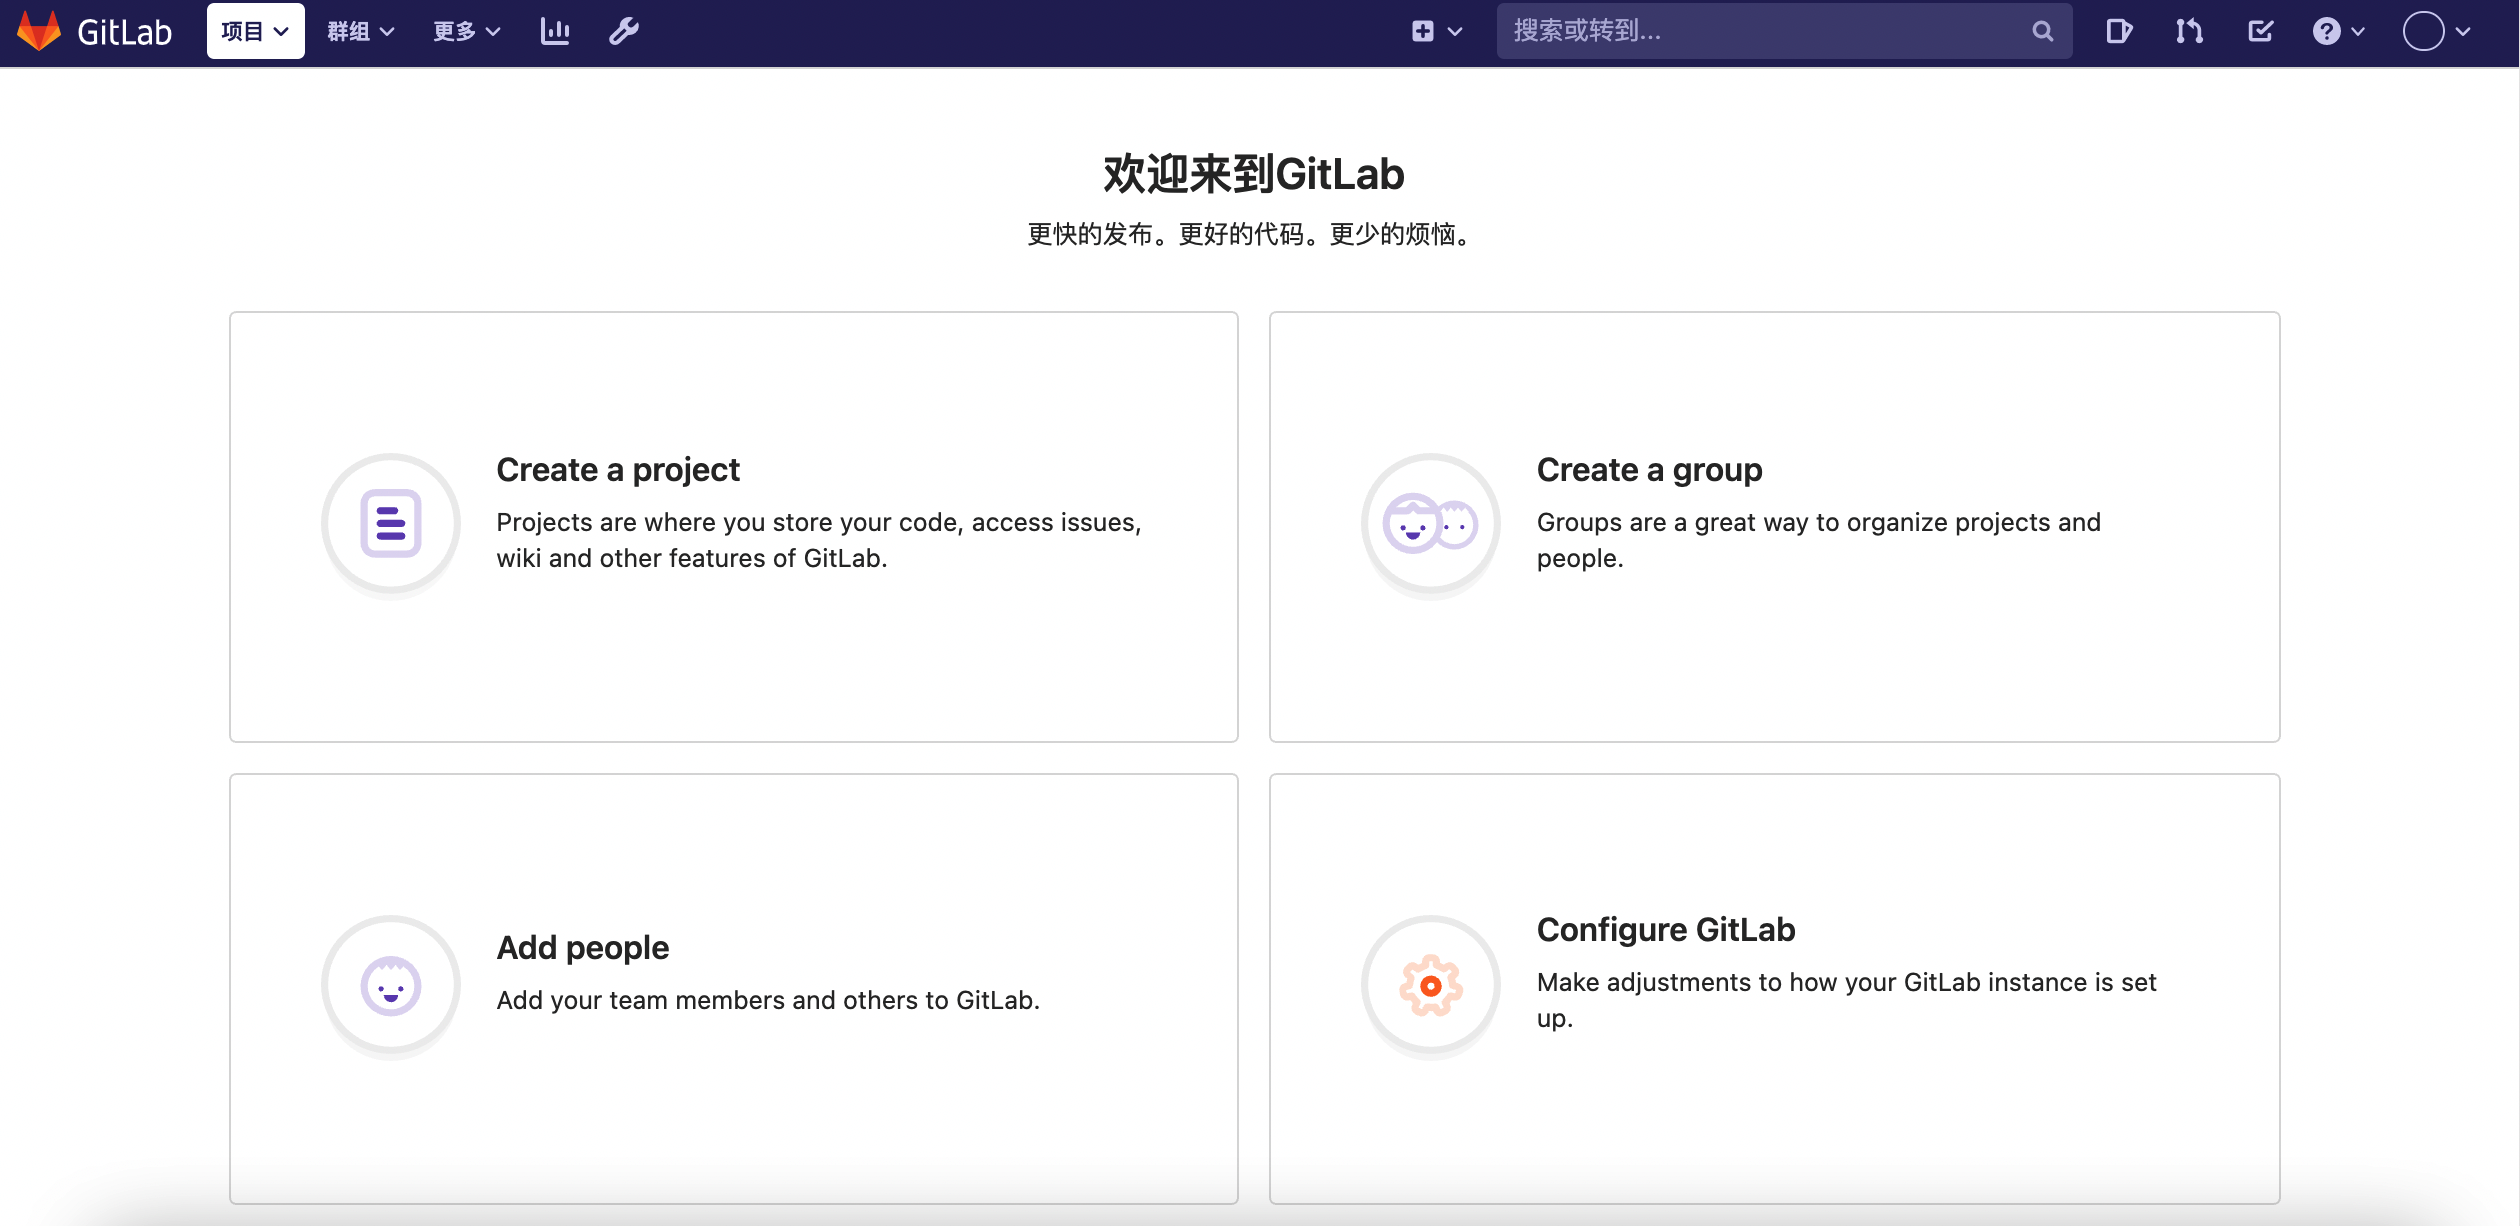 GitLab 项目 群组 更多 搜索或转到...
欢迎来到GitLab
更快的发布。更好的代码。更少的烦恼。
Create a project
Projects are where you store your code, access issues,
wiki and other features of GitLab.
Create a group
Groups are a great way to organize projects and
people.
Add people
Add your team members and others to GitLab.
Configure GitLab
Make adjustments to how your GitLab instance is set
up.